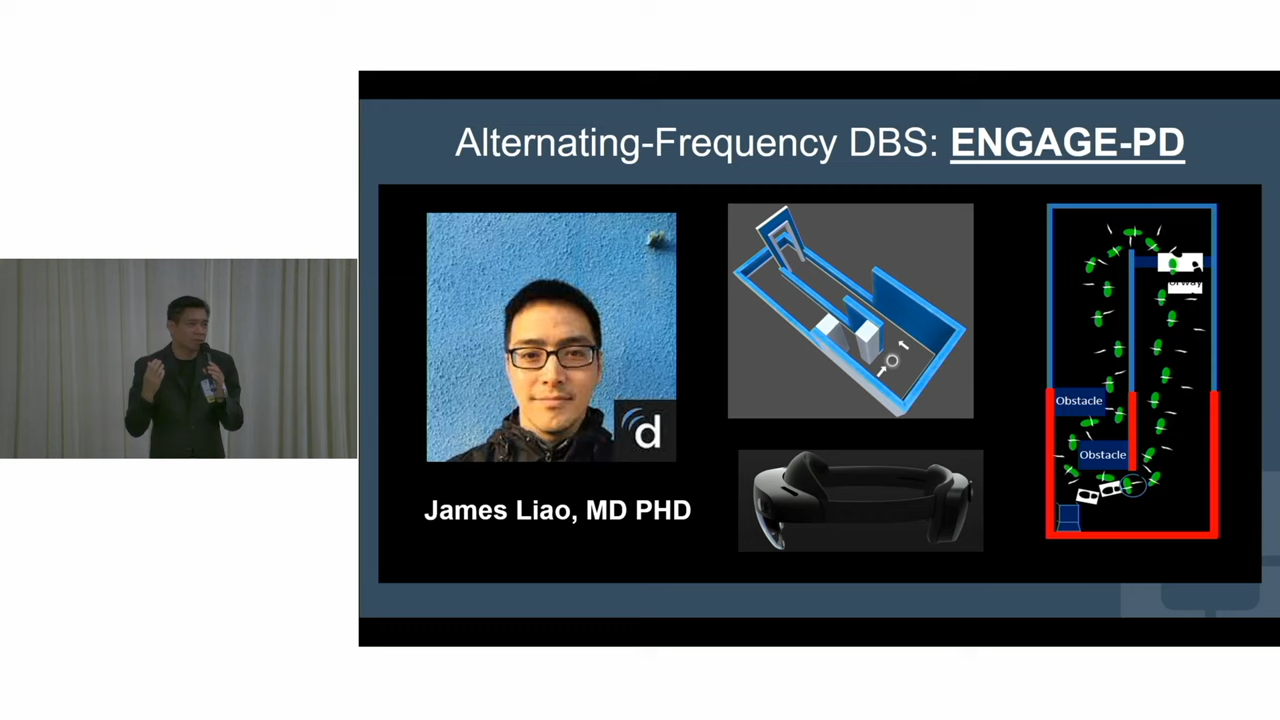 Alternating-Frequency DBS: ENGAGE-PD
d
James Liao, MD PHD
Obstacle
Obstacle